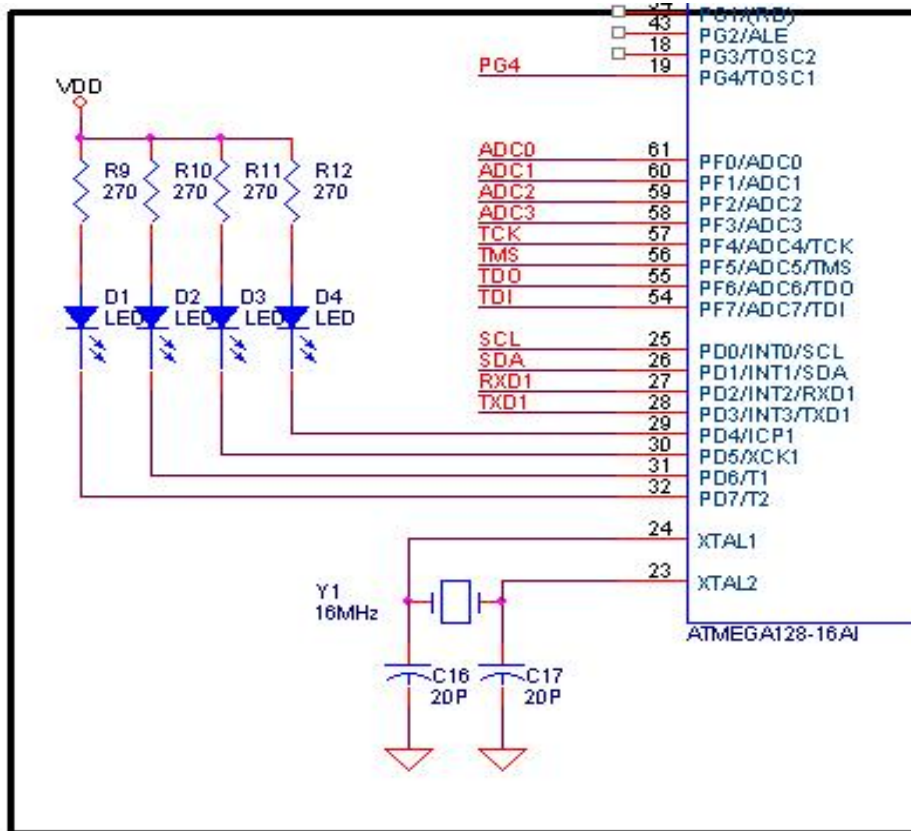 34 PG1/(RD)
43 PG2/ALE
18 PG3/TOSC2
PG4 19 PG4/TOSC1
VDD
R9 R10 R11 R12
270 270 270 270
ADC0 61 PF0/ADC0
ADC1 60 PF1/ADC1
ADC2 59 PF2/ADC2
ADC3 58 PF3/ADC3
TCK 57 PF4/ADC4/TCK
TMS 56 PF5/ADC5/TMS
TDO 55 PF6/ADC6/TDO
TDI 54 PF7/ADC7/TDI
D1 D2 D3 D4
LED LED LED LED
SCL 25 PD0/INT0/SCL
SDA 26 PD1/INT1/SDA
RXD1 27 PD2/INT2/RXD1
TXD1 28 PD3/INT3/TXD1
29 PD4/ICP1
30 PD5/XCK1
31 PD6/T1
32 PD7/T2
24 XTAL1
23 XTAL2
Y1
16MHz
ATMEGA128-16AI
C16 C17
20P 20P